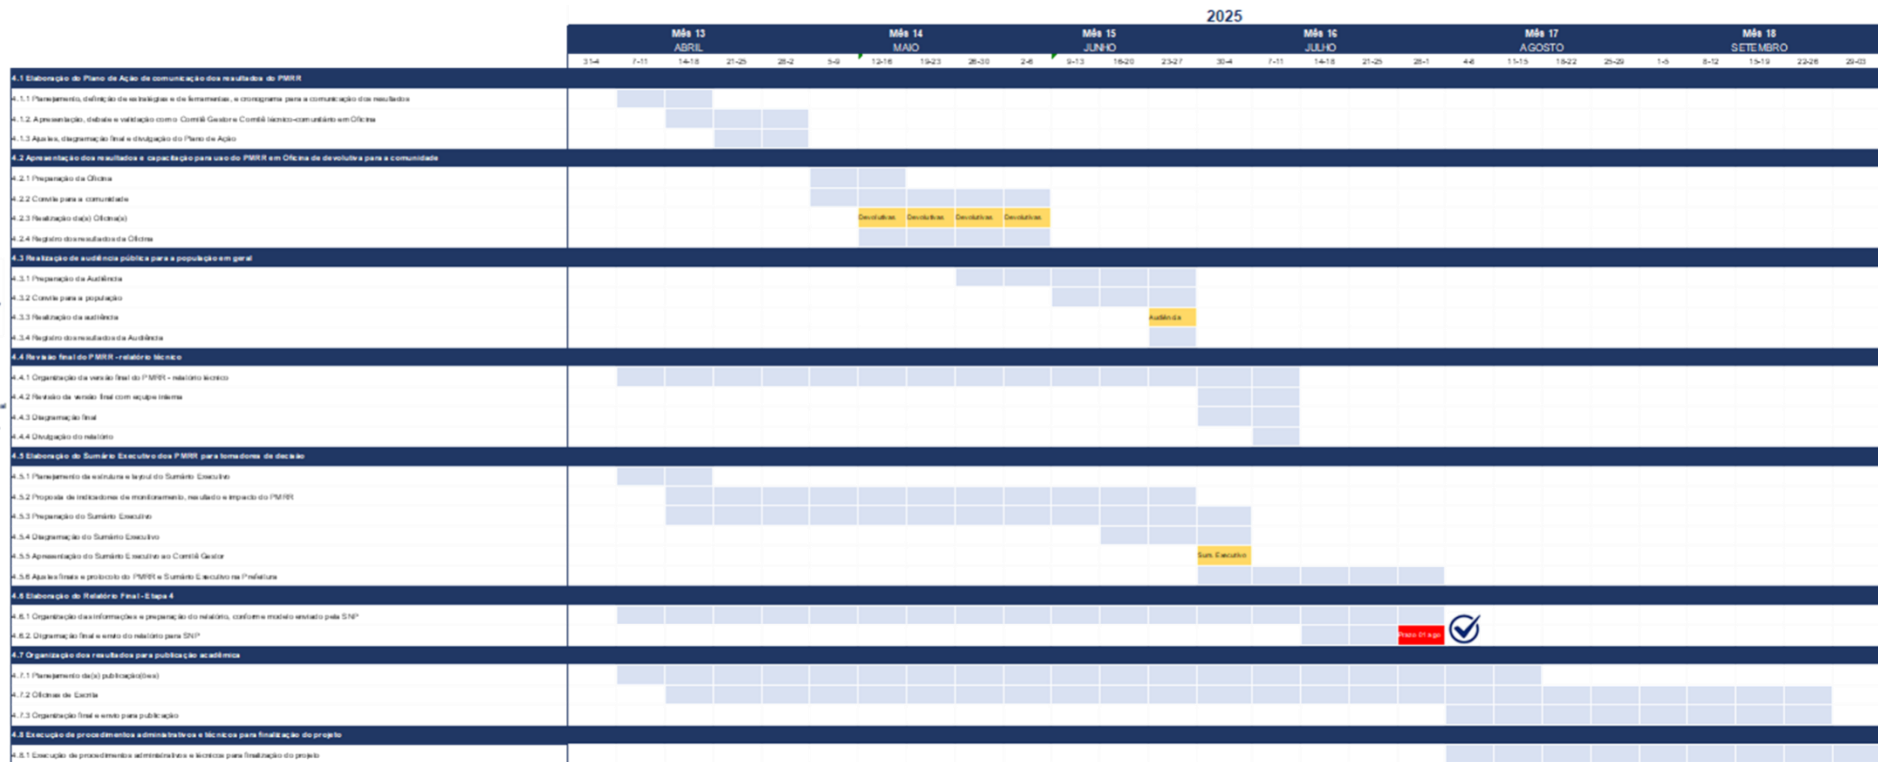 2025
Mês 13 Mês 14 Mês 15 Mês 16 Mês 17 Mês 18
ABRIL MAIO JUNHO JULHO AGOSTO SETEMBRO
31-4 7-11 14-18 21-25 28-2 5-9 12-16 19-23 26-30 2-6 9-13 16-20 23-27 30-4 7-11 14-18 21-25 28-1 4-8 11-15 18-22 25-29 1-5 8-12 15-19 22-26 29-03
4.1 Elaboração do Plano de Ação de comunicação dos resultados do PMRR
4.1.1 Planejamento, definição de estratégias e de ferramentas, e cronograma para a comunicação dos resultados
4.1.2. Apresentação, debate e validação com o Comitê Gestor e Comitê técnico-comunitário em Oficina
4.1.3 Ajustes, diagramação final e divulgação do Plano de Ação
4.2 Apresentação dos resultados e capacitação para uso do PMRR em Oficina de devolutiva para a comunidade
4.2.1 Preparação da Oficina
4.2.2 Convite para a comunidade
4.2.3 Realização da(s) Oficina(s) Devolutivas Devolutivas Devolutivas Devolutivas
4.2.4 Registro dos resultados da Oficina
4.3 Realização de audiência pública para a população em geral
4.3.1 Preparação da Audiência
4.3.2 Convite para a população
4.3.3 Realização da audiência Audiência
4.3.4 Registro dos resultados da Audiência
4.4 Revisão final do PMRR - relatório técnico
4.4.1 Organização da versão final do PMRR - relatório técnico
4.4.2 Revisão da versão final com equipe interna
4.4.3 Diagramação final
4.4.4 Divulgação do relatório
4.5 Elaboração do Sumário Executivo dos PMRR para tomadores de decisão
4.5.1 Planejamento da estrutura e layout do Sumário Executivo
4.5.2 Proposta de indicadores de monitoramento, resultado e impacto do PMRR
4.5.3 Preparação do Sumário Executivo
4.5.4 Diagramação do Sumário Executivo
4.5.5 Apresentação do Sumário Executivo ao Comitê Gestor Sum. Executivo
4.5.6 Ajustes finais e protocolo do PMRR e Sumário Executivo na Prefeitura
4.6 Elaboração do Relatório Final - Etapa 4
4.6.1 Organização das informações e preparação do relatório, conforme modelo enviado pela SNP
4.6.2. Digramação final e envio do relatório para SNP Prazo 01 ago
4.7 Organização dos resultados para publicação acadêmica
4.7.1 Planejamento da(s) publicação(ões)
4.7.2 Oficinas de Escrita
4.7.3 Organização final e envio para publicação
4.8 Execução de procedimentos administrativos e técnicos para finalização do projeto
4.8.1 Execução de procedimentos administrativos e técnicos para finalização do projeto